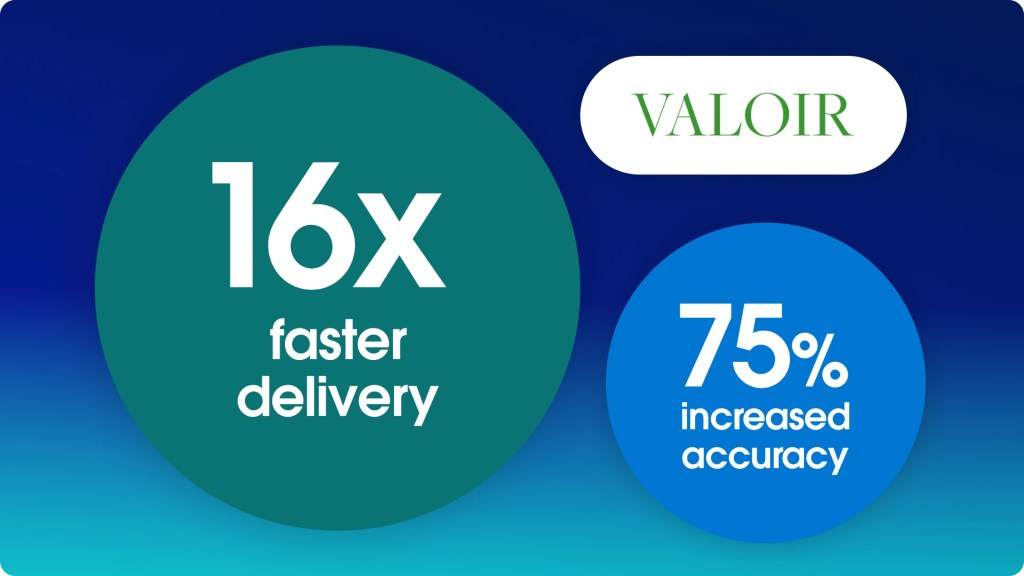 16x
faster
delivery
VALOIR
75%
increased
accuracy